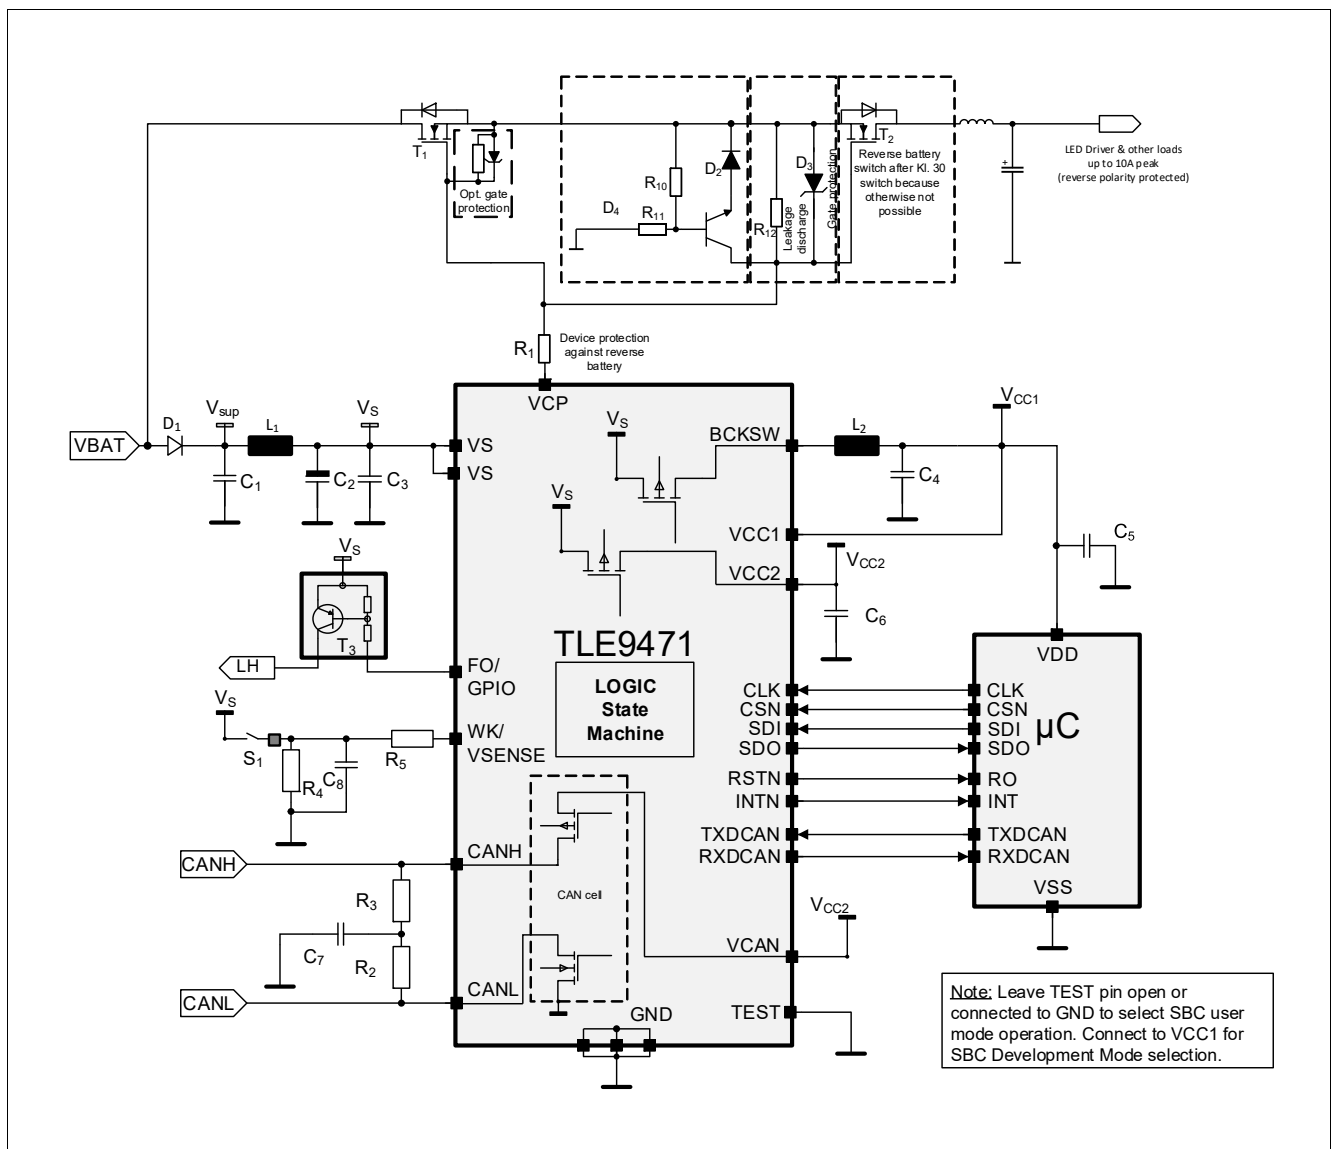 T1
Opt. gate
protection
D4
R10
R11
D2
R12
Leakage
discharge
D3
Gate protection
T2
Reverse battery
switch after Kl. 30
switch because
otherwise not
possible
+
LED Driver & other loads
up to 10A peak
(reverse polarity protected)
R1
Device protection
against reverse
battery
VBAT
D1
Vsup
L1
VS
C1
C2
C3
VCP
VS
VS
VS
VS
BCKSW
L2
VCC1
C4
VCC1
VCC2
VCC2
C6
C5
VS
T3
LH
FO/
GPIO
TLE9471
LOGIC
State
Machine
VS
S1
R4
C8
R5
WK/
VSENSE
CLK
CSN
SDI
SDO
RSTN
INTN
TXDCAN
RXDCAN
VDD
CLK
CSN
SDI
SDO
µC
RO
INT
TXDCAN
RXDCAN
VSS
CANH
CANH
R3
C7
R2
CANL
CANL
CAN cell
VCC2
VCAN
TEST
GND
Note: Leave TEST pin open or
connected to GND to select SBC user
mode operation. Connect to VCC1 for
SBC Development Mode selection.